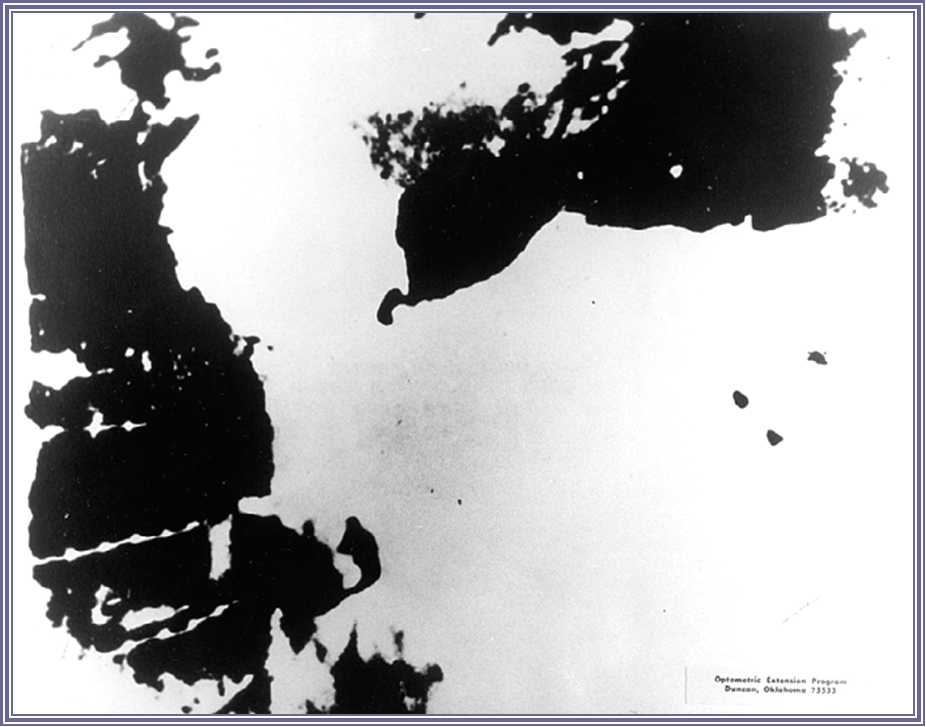 Optometric Extension Program
Duncan, Oklahoma 73533